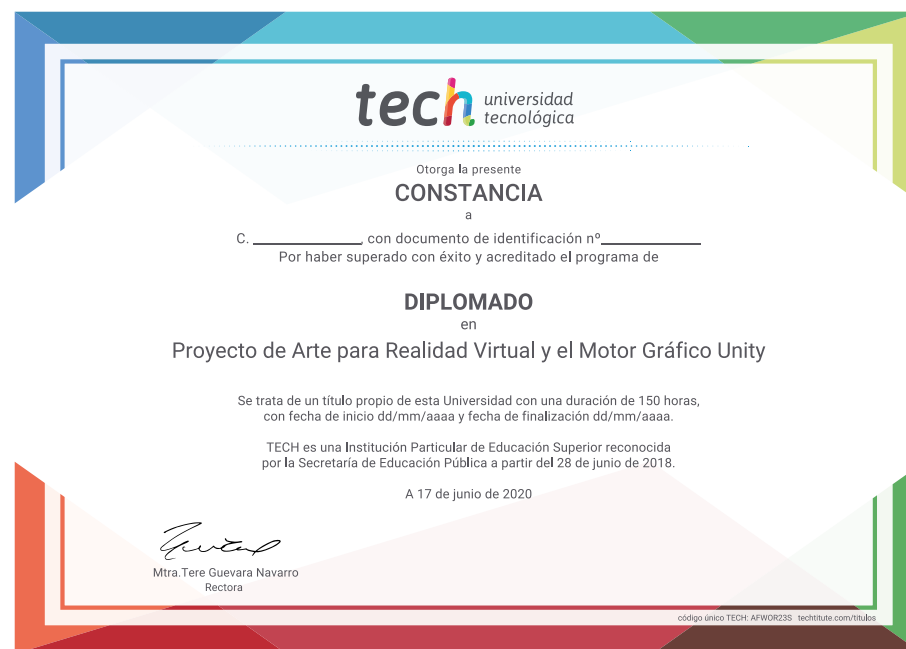 tech universidad
tecnológica
Otorga la presente
CONSTANCIA
a
C. ____________, con documento de identificación nº____________
Por haber superado con éxito y acreditado el programa de
DIPLOMADO
en
Proyecto de Arte para Realidad Virtual y el Motor Gráfico Unity
Se trata de un título propio de esta Universidad con una duración de 150 horas,
con fecha de inicio dd/mm/aaaa y fecha de finalización dd/mm/aaaa.
TECH es una Institución Particular de Educación Superior reconocida
por la Secretaría de Educación Pública a partir del 28 de junio de 2018.
A 17 de junio de 2020
Mtra.Tere Guevara Navarro
Rectora
código único TECH: AFWOR23S techtitute.com/titulos